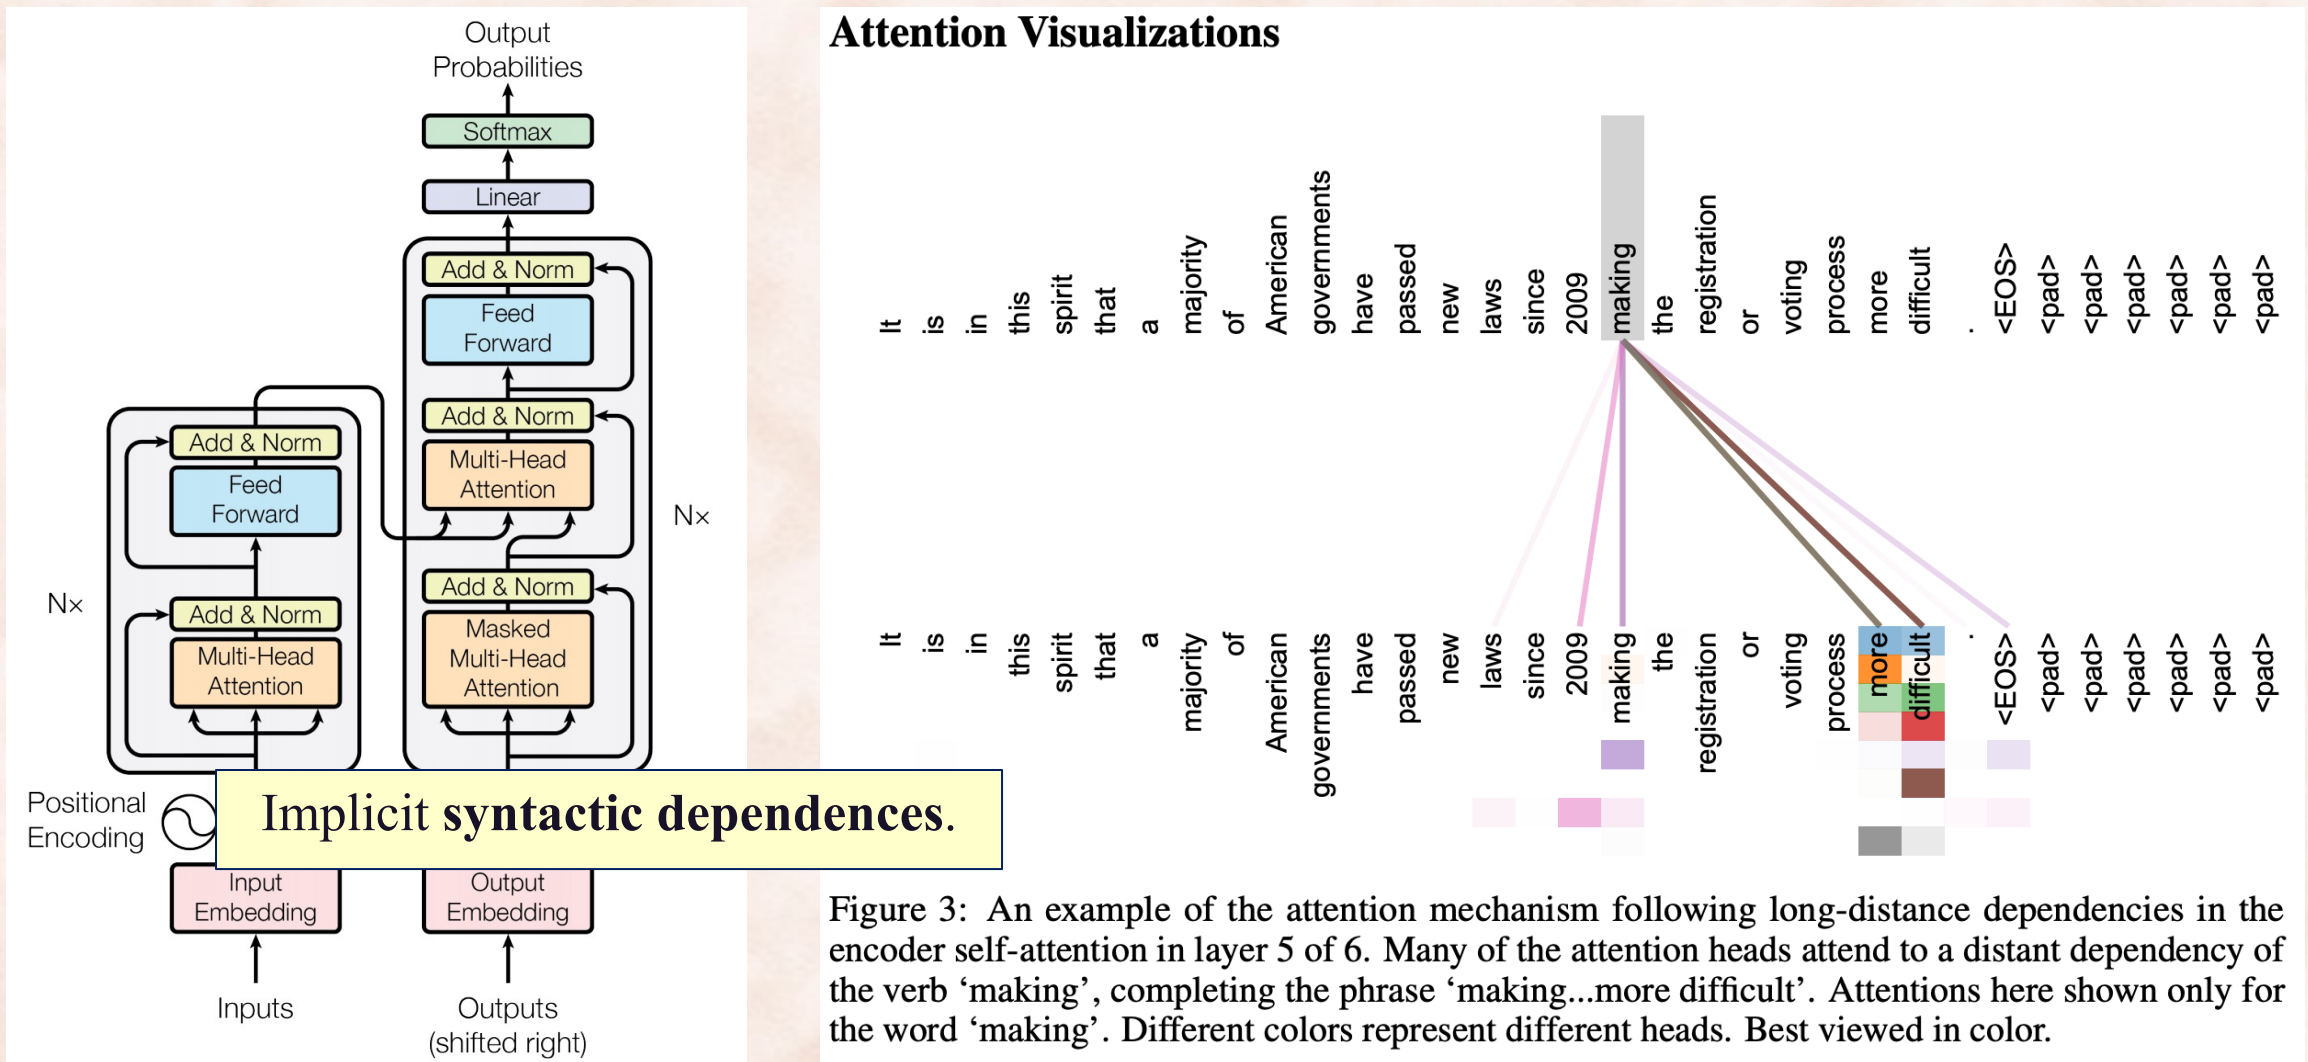 Output
Probabilities
Softmax
Linear
Add & Norm
Feed
Forward
Add & Norm
Multi-Head
Attention
Nx
Add & Norm
Masked
Multi-Head
Attention
Add & Norm
Feed
Forward
Nx
Add & Norm
Multi-Head
Attention
Positional
Encoding
Implicit syntactic dependences.
Input
Embedding
Output
Embedding
Inputs
Outputs
(shifted right)
Attention Visualizations
It is in this spirit that a majority of American governments have passed new laws since 2009 making the registration or voting process more difficult . <EOS> <pad> <pad> <pad> <pad> <pad> <pad>
It is in this spirit that a majority of American governments have passed new laws since 2009 making the registration or voting process more difficult . <EOS> <pad> <pad> <pad> <pad> <pad> <pad>
Figure 3: An example of the attention mechanism following long-distance dependencies in the
encoder self-attention in layer 5 of 6. Many of the attention heads attend to a distant dependency of
the verb ‘making’, completing the phrase ‘making...more difficult’. Attentions here shown only for
the word ‘making’. Different colors represent different heads. Best viewed in color.